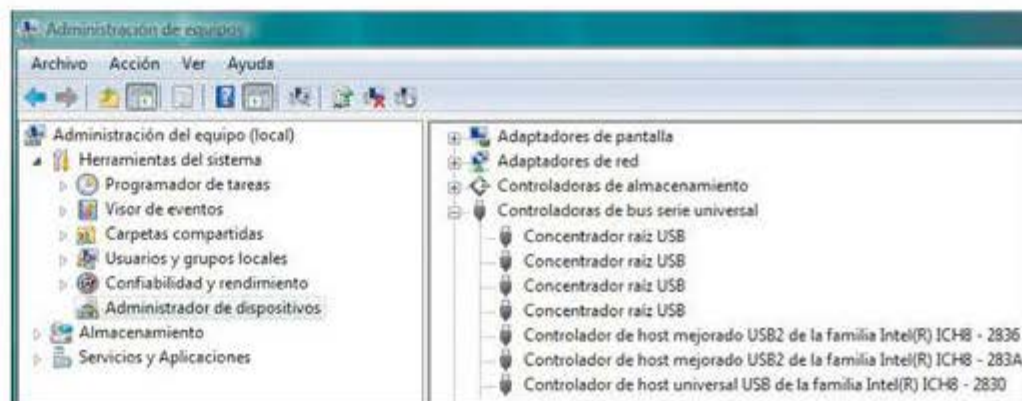 Administración de equipos
Archivo Acción Ver Ayuda
Administración del equipo (local)
Herramientas del sistema
Programador de tareas
Visor de eventos
Carpetas compartidas
Usuarios y grupos locales
Confiabilidad y rendimiento
Administrador de dispositivos
Almacenamiento
Servicios y Aplicaciones
Adaptadores de pantalla
Adaptadores de red
Controladoras de almacenamiento
Controladoras de bus serie universal
Concentrador raíz USB
Concentrador raíz USB
Concentrador raíz USB
Concentrador raíz USB
Controlador de host mejorado USB2 de la familia Intel(R) ICH8 - 2836
Controlador de host mejorado USB2 de la familia Intel(R) ICH8 - 283A
Controlador de host universal USB de la familia Intel(R) ICH8 - 2830